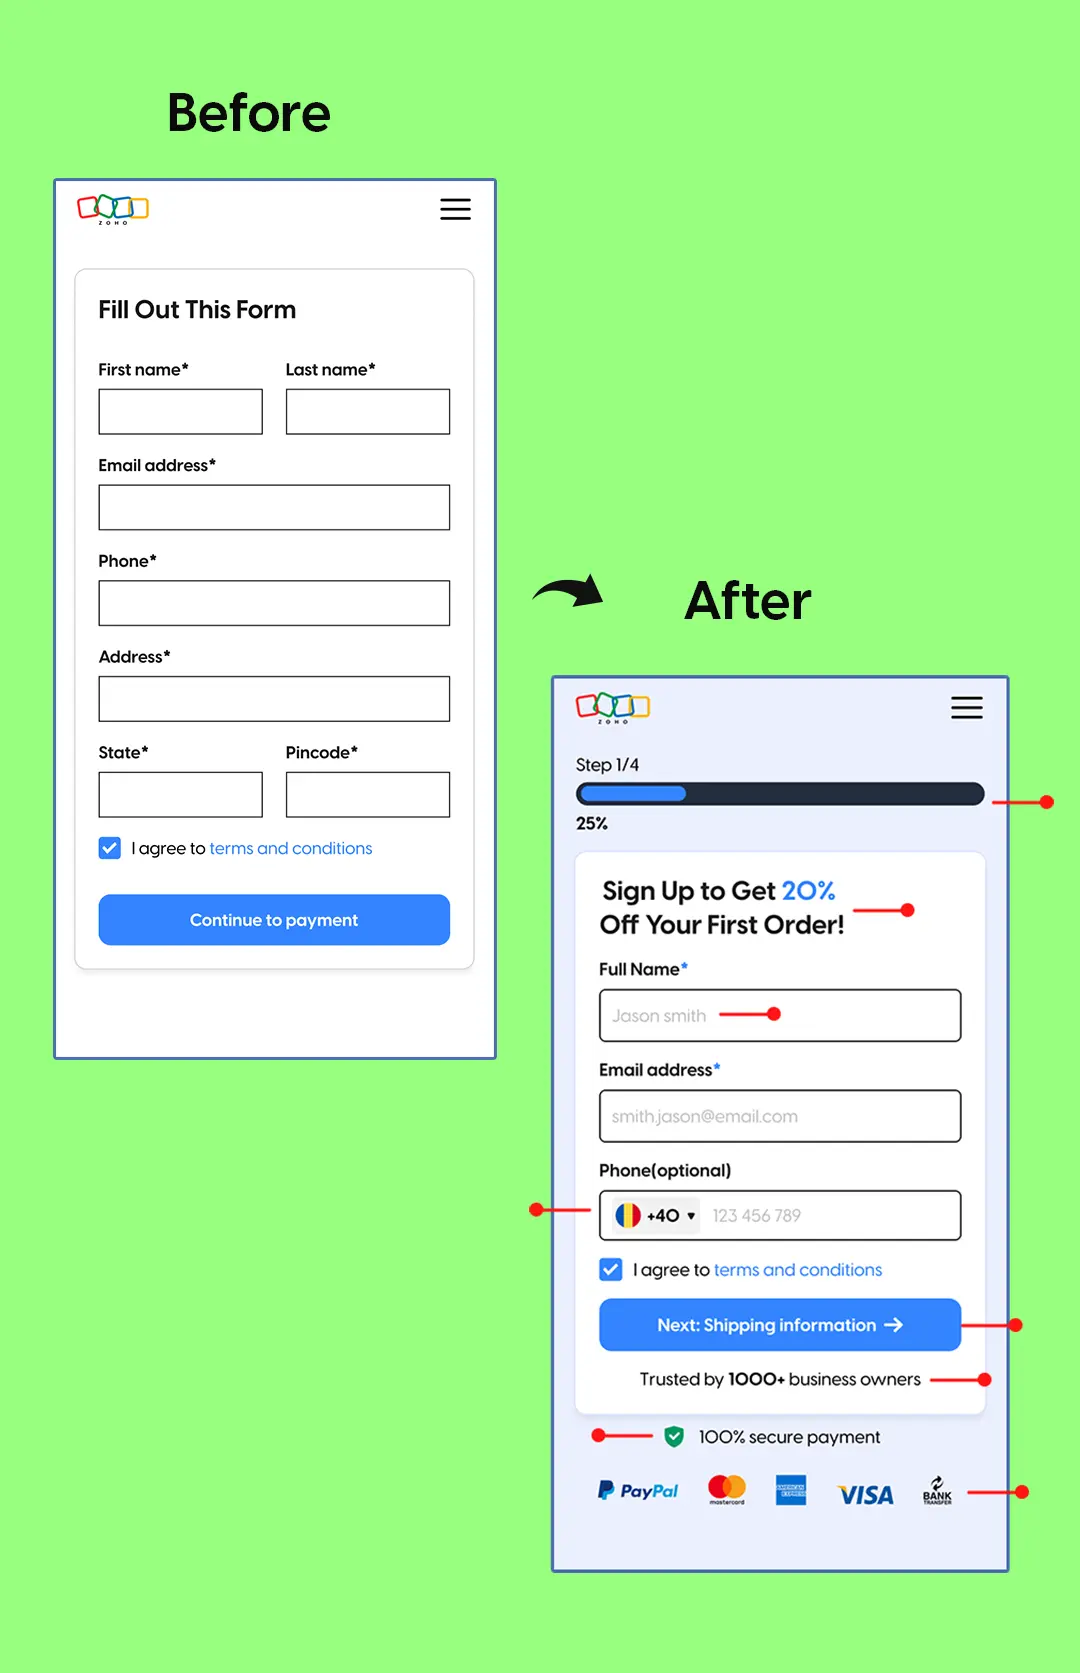 Before
ZOHO
Fill Out This Form
First name* Last name*
Email address*
Phone*
Address*
State* Pincode*
I agree to terms and conditions
Continue to payment
After
ZOHO
Step 1/4
25%
Sign Up to Get 20%
Off Your First Order!
Full Name*
Jason smith
Email address*
smith.jason@email.com
Phone(optional)
+40 ▼ 123 456 789
I agree to terms and conditions
Next: Shipping information →
Trusted by 1000+ business owners
100% secure payment
PayPal mastercard AMERICAN EXPRESS VISA BANK TRANSFER